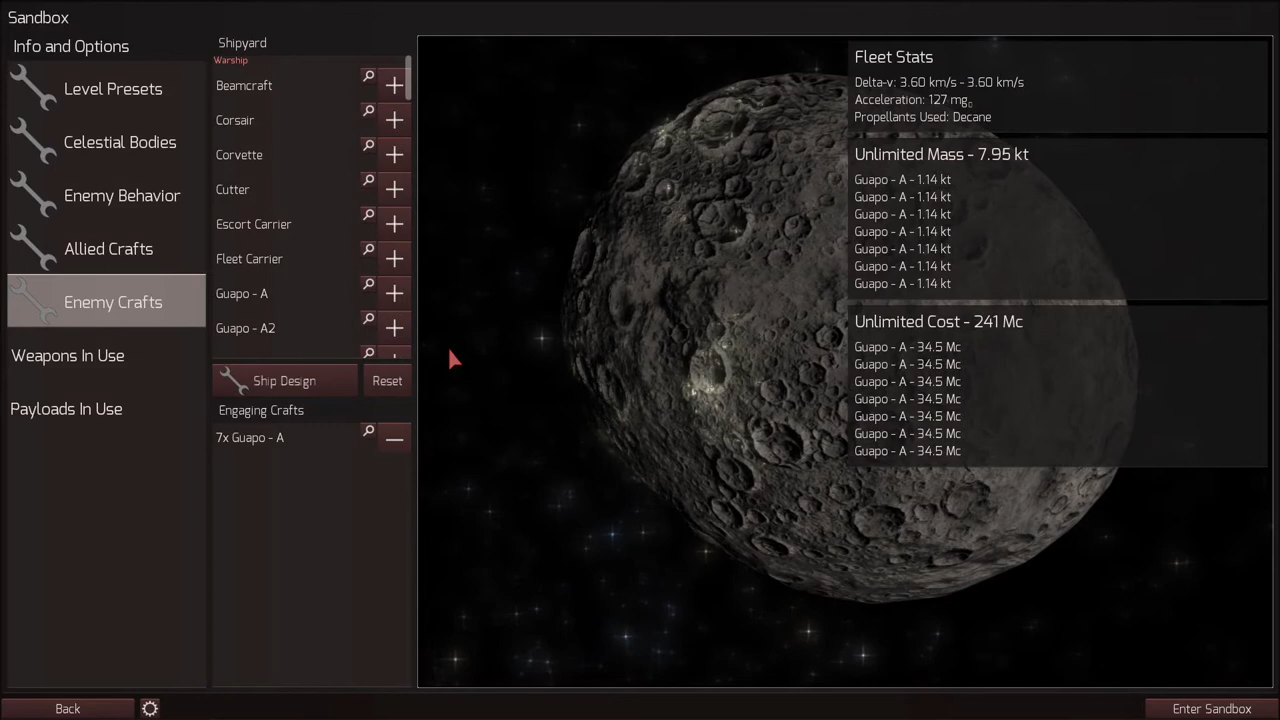 Sandbox
Info and Options
Level Presets
Celestial Bodies
Enemy Behavior
Allied Crafts
Enemy Crafts
Weapons In Use
Payloads In Use
Shipyard
Warship
Beamcraft
Corsair
Corvette
Cutter
Escort Carrier
Fleet Carrier
Guapo - A
Guapo - A2
Ship Design
Reset
Engaging Crafts
7x Guapo - A
Fleet Stats
Delta-v: 3.60 km/s - 3.60 km/s
Acceleration: 127 mg
Propellants Used: Decane
Unlimited Mass - 7.95 kt
Guapo - A - 1.14 kt
Guapo - A - 1.14 kt
Guapo - A - 1.14 kt
Guapo - A - 1.14 kt
Guapo - A - 1.14 kt
Guapo - A - 1.14 kt
Guapo - A - 1.14 kt
Unlimited Cost - 241 Mc
Guapo - A - 34.5 Mc
Guapo - A - 34.5 Mc
Guapo - A - 34.5 Mc
Guapo - A - 34.5 Mc
Guapo - A - 34.5 Mc
Guapo - A - 34.5 Mc
Guapo - A - 34.5 Mc
Back
Enter Sandbox